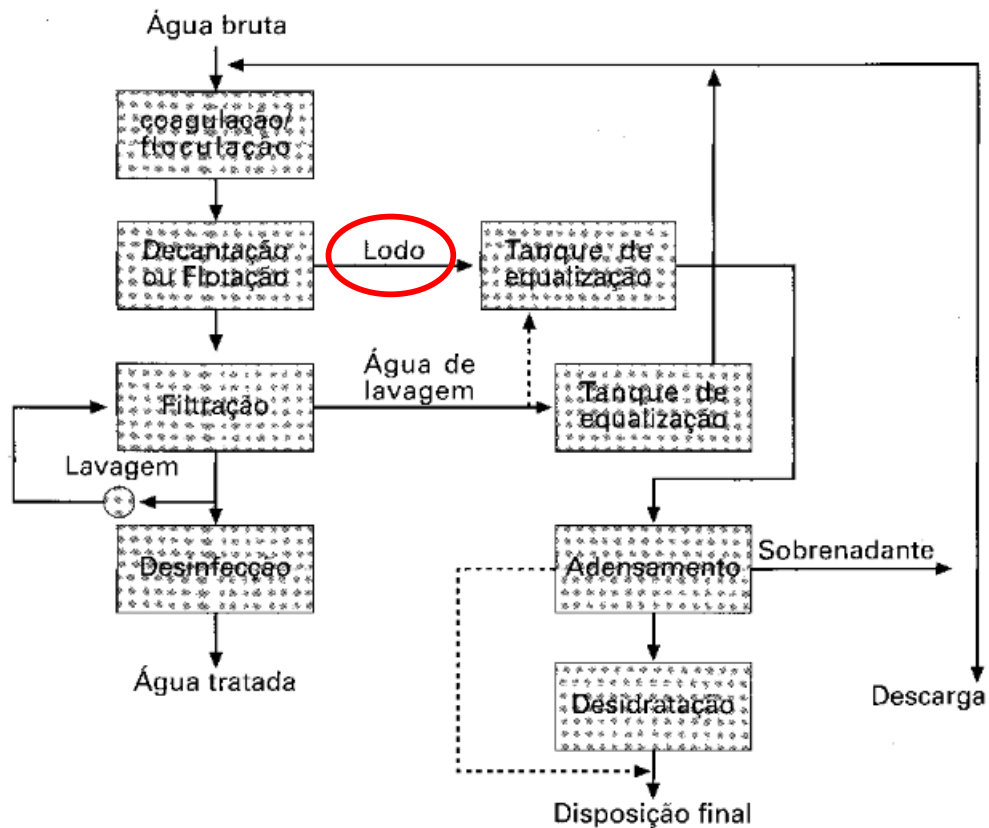 Água bruta
coagulação/
floculação
Decantação
ou Flotação
Lodo
Tanque de
equalização
Filtração
Água de
lavagem
Tanque de
equalização
Lavagem
Desinfecção
Adensamento
Sobrenadante
Água tratada
Desidratação
Descarga
Disposição final